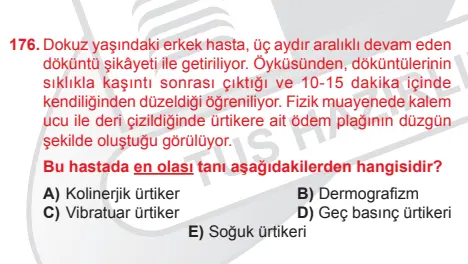 176. Dokuz yaşındaki erkek hasta, üç aydır aralıklı devam eden
döküntü şikâyeti ile getiriliyor. Öyküsünden, döküntülerinin
sıklıkla kaşıntı sonrası çıktığı ve 10-15 dakika içinde
kendiliğinden düzeldiği öğreniliyor. Fizik muayenede kalem
ucu ile deri çizildiğinde ürtikere ait ödem plağının düzgün
şekilde oluştuğu görülüyor.
Bu hastada en olası tanı aşağıdakilerden hangisidir?
A) Kolinerjik ürtiker B) Dermografizm
C) Vibratuar ürtiker D) Geç basınç ürtikeri
E) Soğuk ürtikeri